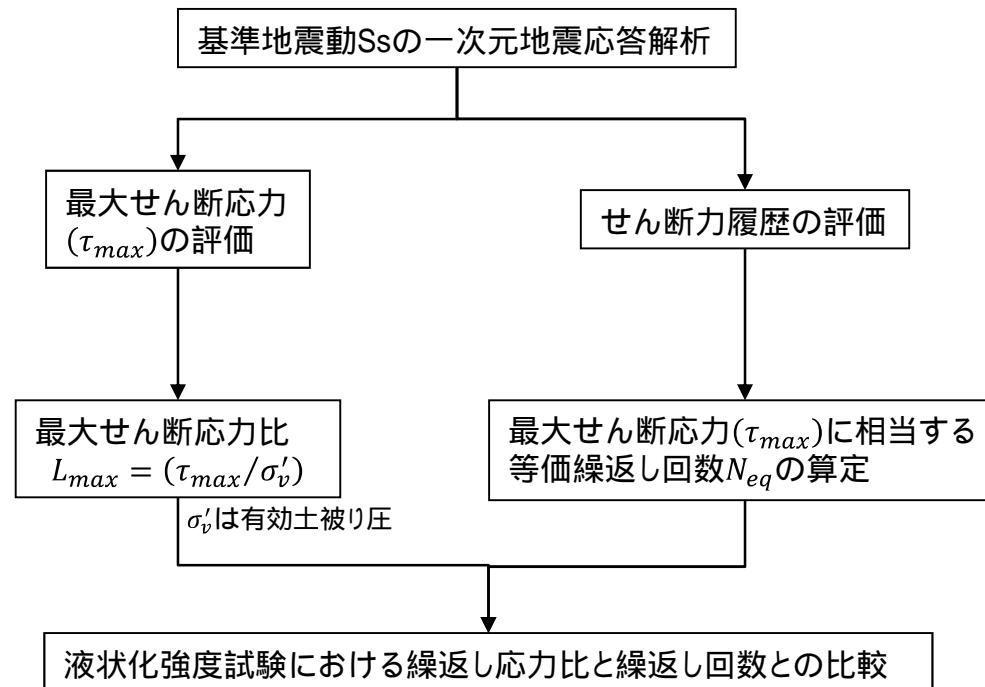 基準地震動Ssの一次元地震応答解析
最大せん断応力
(τmax)の評価
せん断力履歴の評価
最大せん断応力比
Lmax = (τmax/σ′v)
σ′vは有効土被り圧
最大せん断応力(τmax)に相当する
等価繰返し回数Neqの算定
液状化強度試験における繰返し応力比と繰返し回数との比較